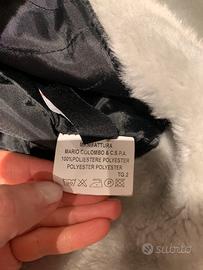 MANIFATTURA
MARIO COLOMBO & C.S.P.A.
100%POLIESTERE POLYESTER
POLYESTER POLYESTER
TG.2
subito